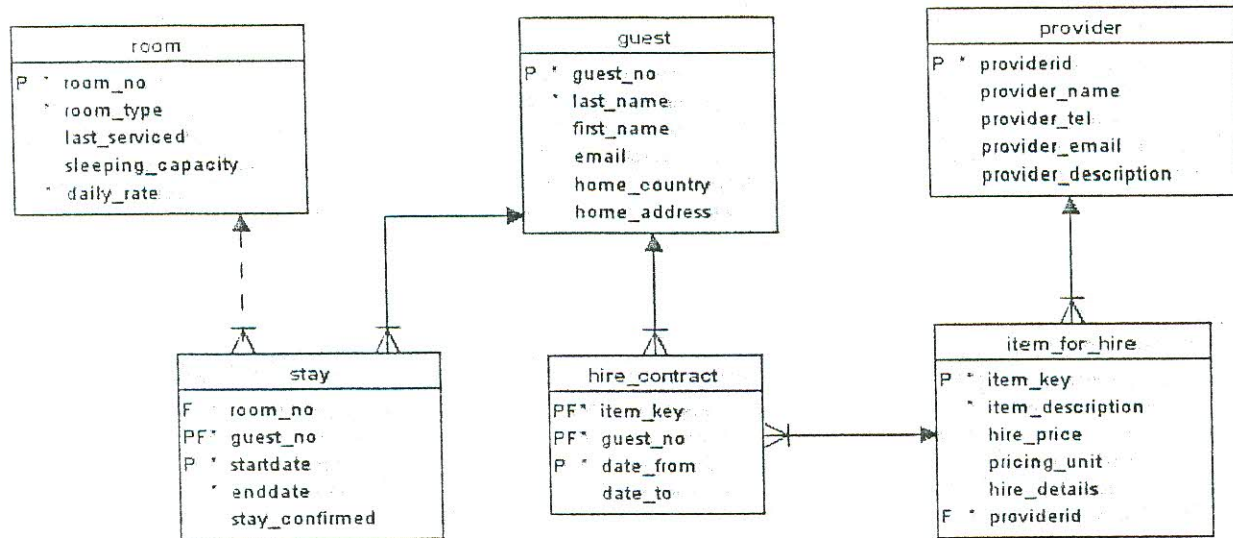 room
P * room_no
* room_type
last_serviced
sleeping_capacity
* daily_rate
guest
P * guest_no
* last_name
first_name
email
home_country
home_address
provider
P * providerid
provider_name
provider_tel
provider_email
provider_description
stay
F room_no
PF* guest_no
P * startdate
* enddate
stay_confirmed
hire_contract
PF* item_key
PF* guest_no
P * date_from
date_to
item_for_hire
P * item_key
* item_description
hire_price
pricing_unit
hire_details
F * providerid